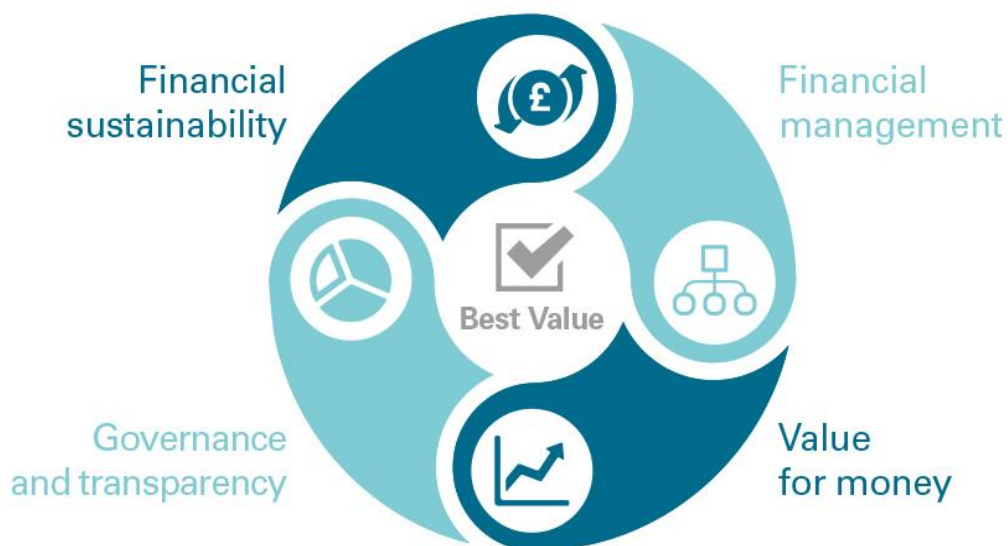 Financial
sustainability
Financial
management
£
Best Value
Governance
and transparency
Value
for money